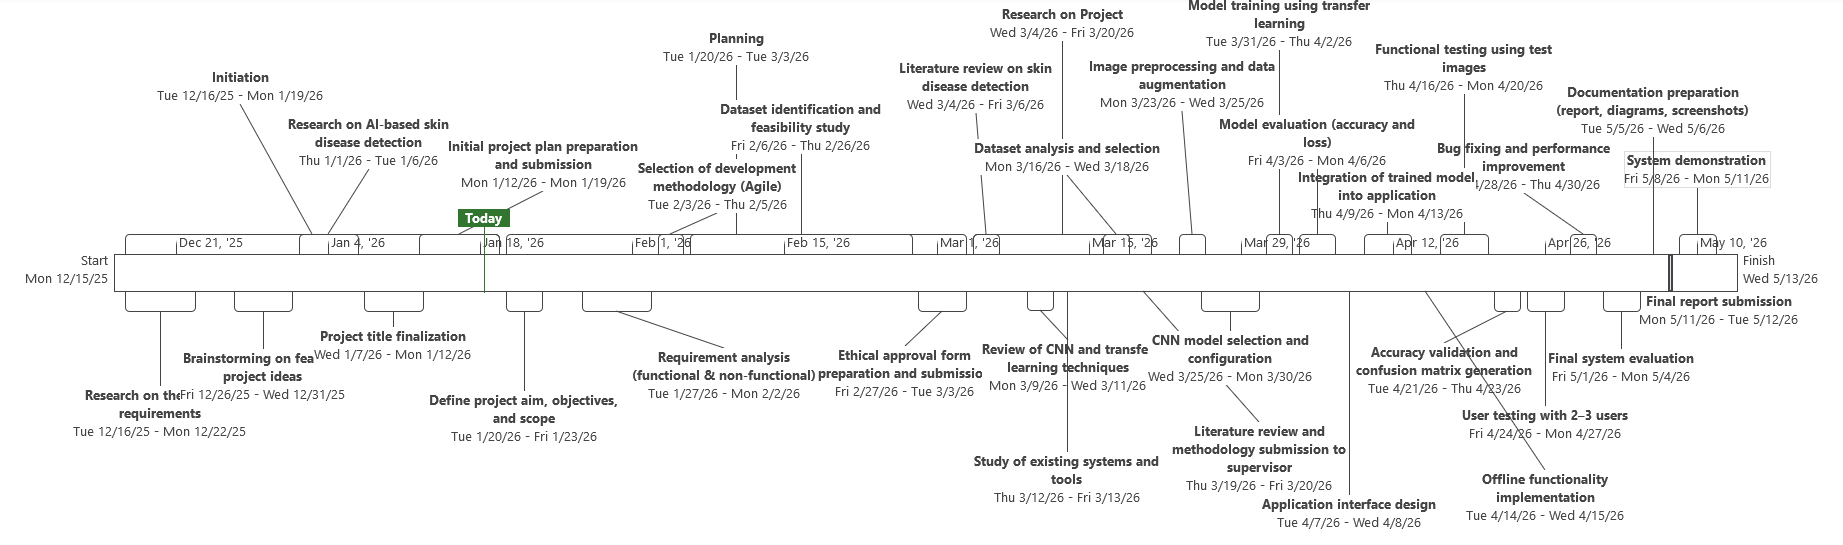 Initiation
Tue 12/16/25 - Mon 1/19/26
Research on AI-based skin
disease detection
Thu 1/1/26 - Tue 1/6/26
Initial project plan preparation
and submission
Mon 1/12/26 - Mon 1/19/26
Planning
Tue 1/20/26 - Tue 3/3/26
Dataset identification and
feasibility study
Fri 2/6/26 - Thu 2/26/26
Selection of development
methodology (Agile)
Tue 2/3/26 - Thu 2/5/26
Research on Project
Wed 3/4/26 - Fri 3/20/26
Literature review on skin
disease detection
Wed 3/4/26 - Fri 3/6/26
Dataset analysis and selection
Mon 3/16/26 - Wed 3/18/26
Image preprocessing and data
augmentation
Mon 3/23/26 - Wed 3/25/26
Model training using transfer
learning
Tue 3/31/26 - Thu 4/2/26
Model evaluation (accuracy and
loss)
Fri 4/3/26 - Mon 4/6/26
Integration of trained model
into application
Thu 4/9/26 - Mon 4/13/26
Functional testing using test
images
Thu 4/16/26 - Mon 4/20/26
Bug fixing and performance
improvement
4/28/26 - Thu 4/30/26
Documentation preparation
(report, diagrams, screenshots)
Tue 5/5/26 - Wed 5/6/26
System demonstration
Fri 5/8/26 - Mon 5/11/26
Today
Dec 21, '25
Jan 4, '26
Jan 18, '26
Feb 1, '26
Feb 15, '26
Mar 1, '26
Mar 15, '26
Mar 29, '26
Apr 12, '26
Apr 26, '26
May 10, '26
Start
Mon 12/15/25
Finish
Wed 5/13/26
Research on the
requirements
Tue 12/16/25 - Mon 12/22/25
Brainstorming on fea
project ideas
Fri 12/26/25 - Wed 12/31/25
Project title finalization
Wed 1/7/26 - Mon 1/12/26
Define project aim, objectives,
and scope
Tue 1/20/26 - Fri 1/23/26
Requirement analysis
(functional & non-functional)
Tue 1/27/26 - Mon 2/2/26
Ethical approval form
preparation and submissio
Fri 2/27/26 - Tue 3/3/26
Review of CNN and transfe
learning techniques
Mon 3/9/26 - Wed 3/11/26
Study of existing systems and
tools
Thu 3/12/26 - Fri 3/13/26
CNN model selection and
configuration
Wed 3/25/26 - Mon 3/30/26
Literature review and
methodology submission to
supervisor
Thu 3/19/26 - Fri 3/20/26
Application interface design
Tue 4/7/26 - Wed 4/8/26
Accuracy validation and
confusion matrix generation
Tue 4/21/26 - Thu 4/23/26
User testing with 2–3 users
Fri 4/24/26 - Mon 4/27/26
Offline functionality
implementation
Tue 4/14/26 - Wed 4/15/26
Final system evaluation
Fri 5/1/26 - Mon 5/4/26
Final report submission
Mon 5/11/26 - Tue 5/12/26